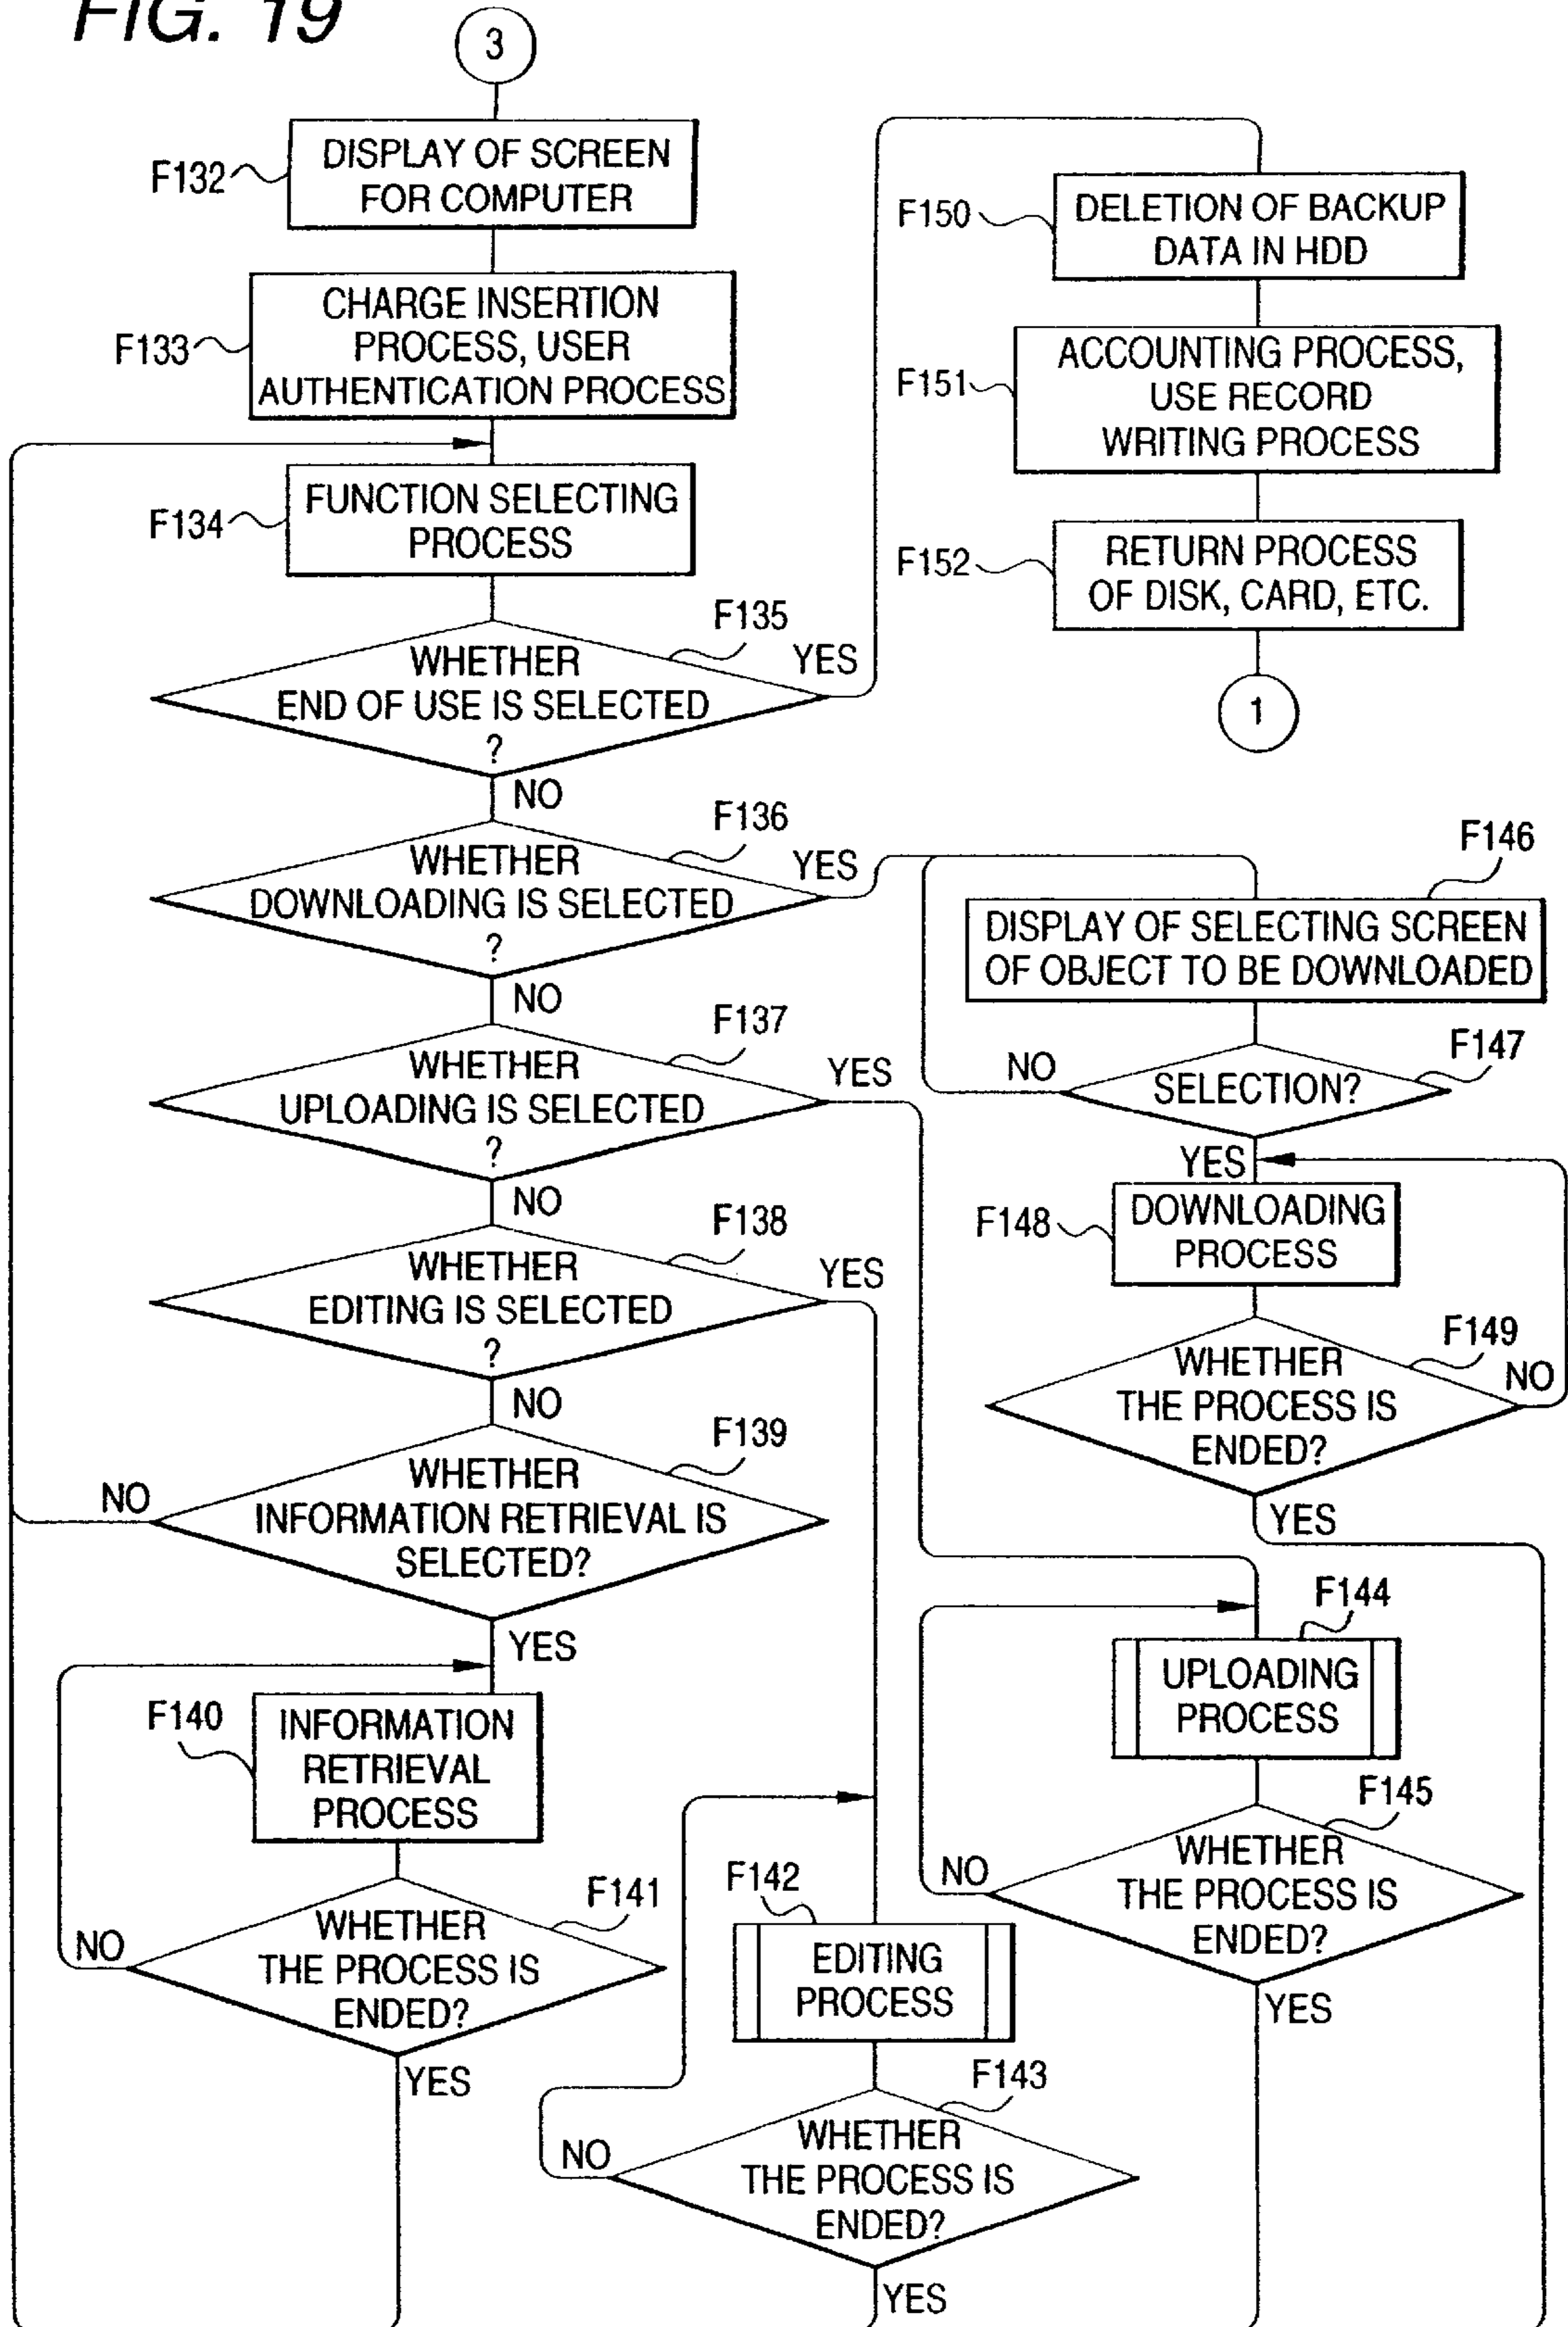 FIG. 19
3
F132
DISPLAY OF SCREEN
FOR COMPUTER
F133
CHARGE INSERTION
PROCESS, USER
AUTHENTICATION PROCESS
F134
FUNCTION SELECTING
PROCESS
F135
WHETHER
END OF USE IS SELECTED
?
YES
NO
F150
DELETION OF BACKUP
DATA IN HDD
F151
ACCOUNTING PROCESS,
USE RECORD
WRITING PROCESS
F152
RETURN PROCESS
OF DISK, CARD, ETC.
1
F136
WHETHER
DOWNLOADING IS SELECTED
?
YES
NO
F146
DISPLAY OF SELECTING SCREEN
OF OBJECT TO BE DOWNLOADED
F147
SELECTION?
NO
YES
F148
DOWNLOADING
PROCESS
F149
WHETHER
THE PROCESS IS
ENDED?
NO
YES
F137
WHETHER
UPLOADING IS SELECTED
?
YES
NO
F138
WHETHER
EDITING IS SELECTED
?
YES
NO
F139
WHETHER
INFORMATION RETRIEVAL IS
SELECTED?
NO
YES
F140
INFORMATION
RETRIEVAL
PROCESS
F141
WHETHER
THE PROCESS IS
ENDED?
NO
YES
F142
EDITING
PROCESS
F143
WHETHER
THE PROCESS IS
ENDED?
NO
YES
F144
UPLOADING
PROCESS
F145
WHETHER
THE PROCESS IS
ENDED?
NO
YES